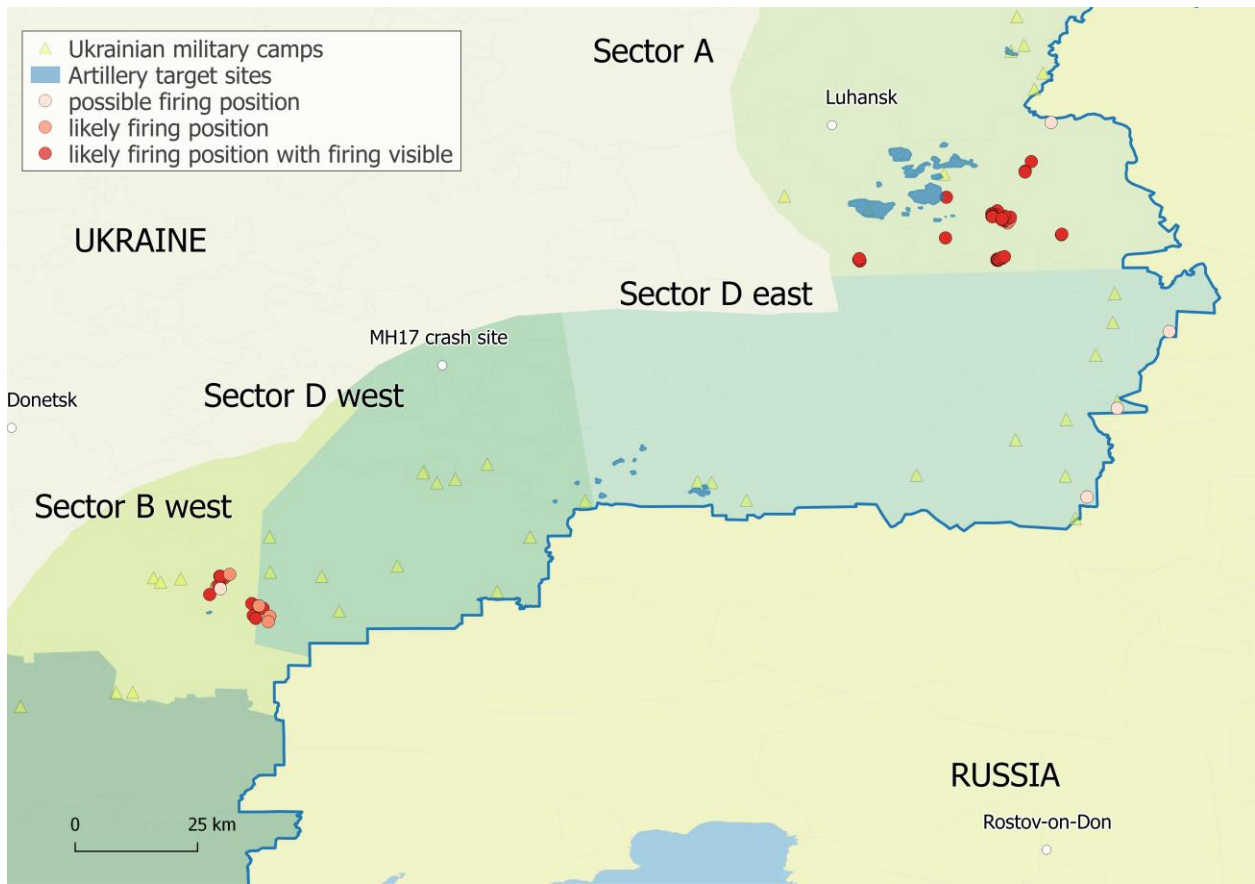 Ukrainian military camps
Artillery target sites
possible firing position
likely firing position
likely firing position with firing visible
Sector A
Luhansk
UKRAINE
Sector D east
MH17 crash site
Sector D west
Donetsk
Sector B west
RUSSIA
Rostov-on-Don
0 25 km